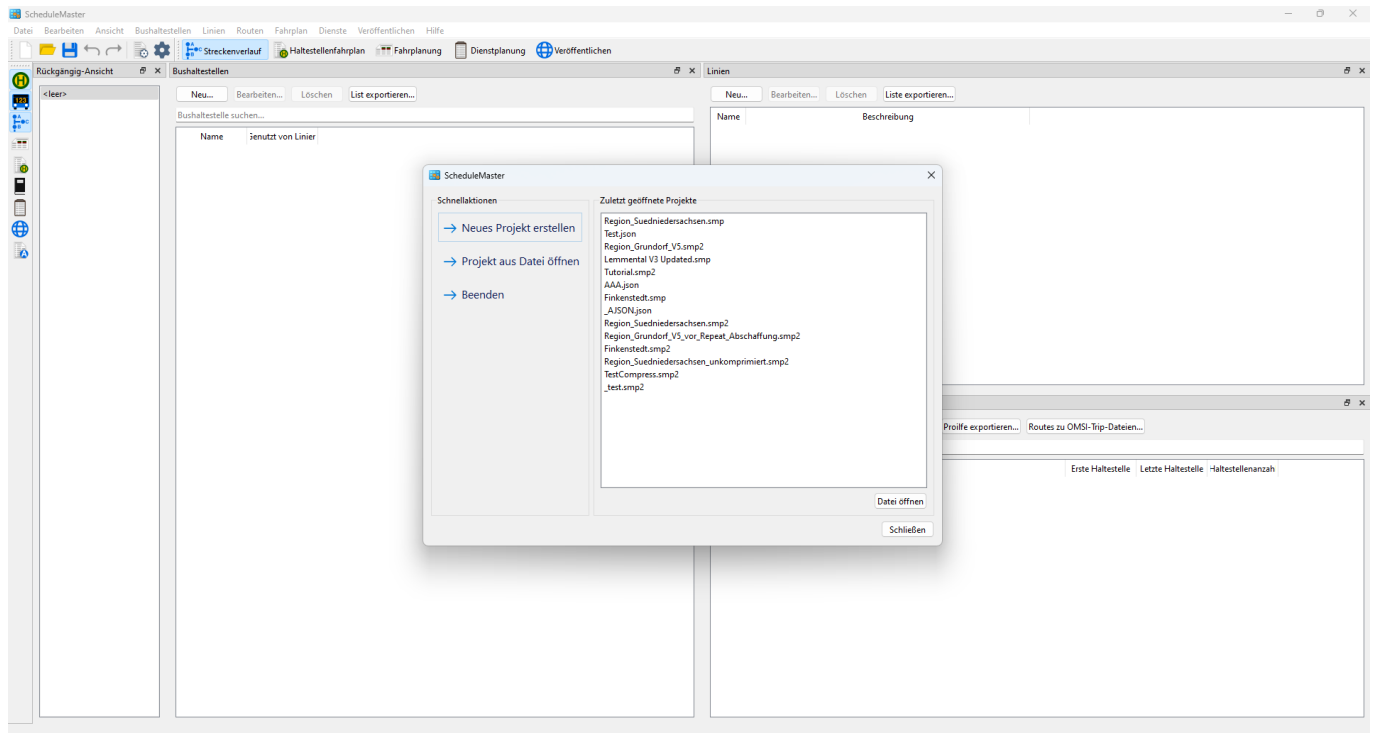 ScheduleMaster
Datei Bearbeiten Ansicht Bushaltestellen Linien Routen Fahrplan Dienste Veröffentlichen Hilfe
Streckenverlauf Haltestellenfahrplan Fahrplanung Dienstplanung Veröffentlichen
Rückgängig-Ansicht
<leer>
Bushaltestellen
Neu... Bearbeiten... Löschen List exportieren...
Bushaltestelle suchen...
Name Genutzt von Linier
Linien
Neu... Bearbeiten... Löschen Liste exportieren...
Name Beschreibung
ScheduleMaster
Schnellaktionen
Neues Projekt erstellen
Projekt aus Datei öffnen
Beenden
Zuletzt geöffnete Projekte
Region_Suedniedersachsen.smp
Test.json
Region_Grundorf_V5.smp2
Lemmental V3 Updated.smp
Tutorial.smp2
AAA.json
Finkenstedt.smp
_AJSON.json
Region_Suedniedersachsen.smp2
Region_Grundorf_V5_vor_Repeat_Abschaffung.smp2
Finkenstedt.smp2
Region_Suedniedersachsen_unkomprimiert.smp2
TestCompress.smp2
_test.smp2
Datei öffnen
Schließen
Proilfe exportieren... Routes zu OMSI-Trip-Dateien...
Erste Haltestelle Letzte Haltestelle Haltestellenanzah
123